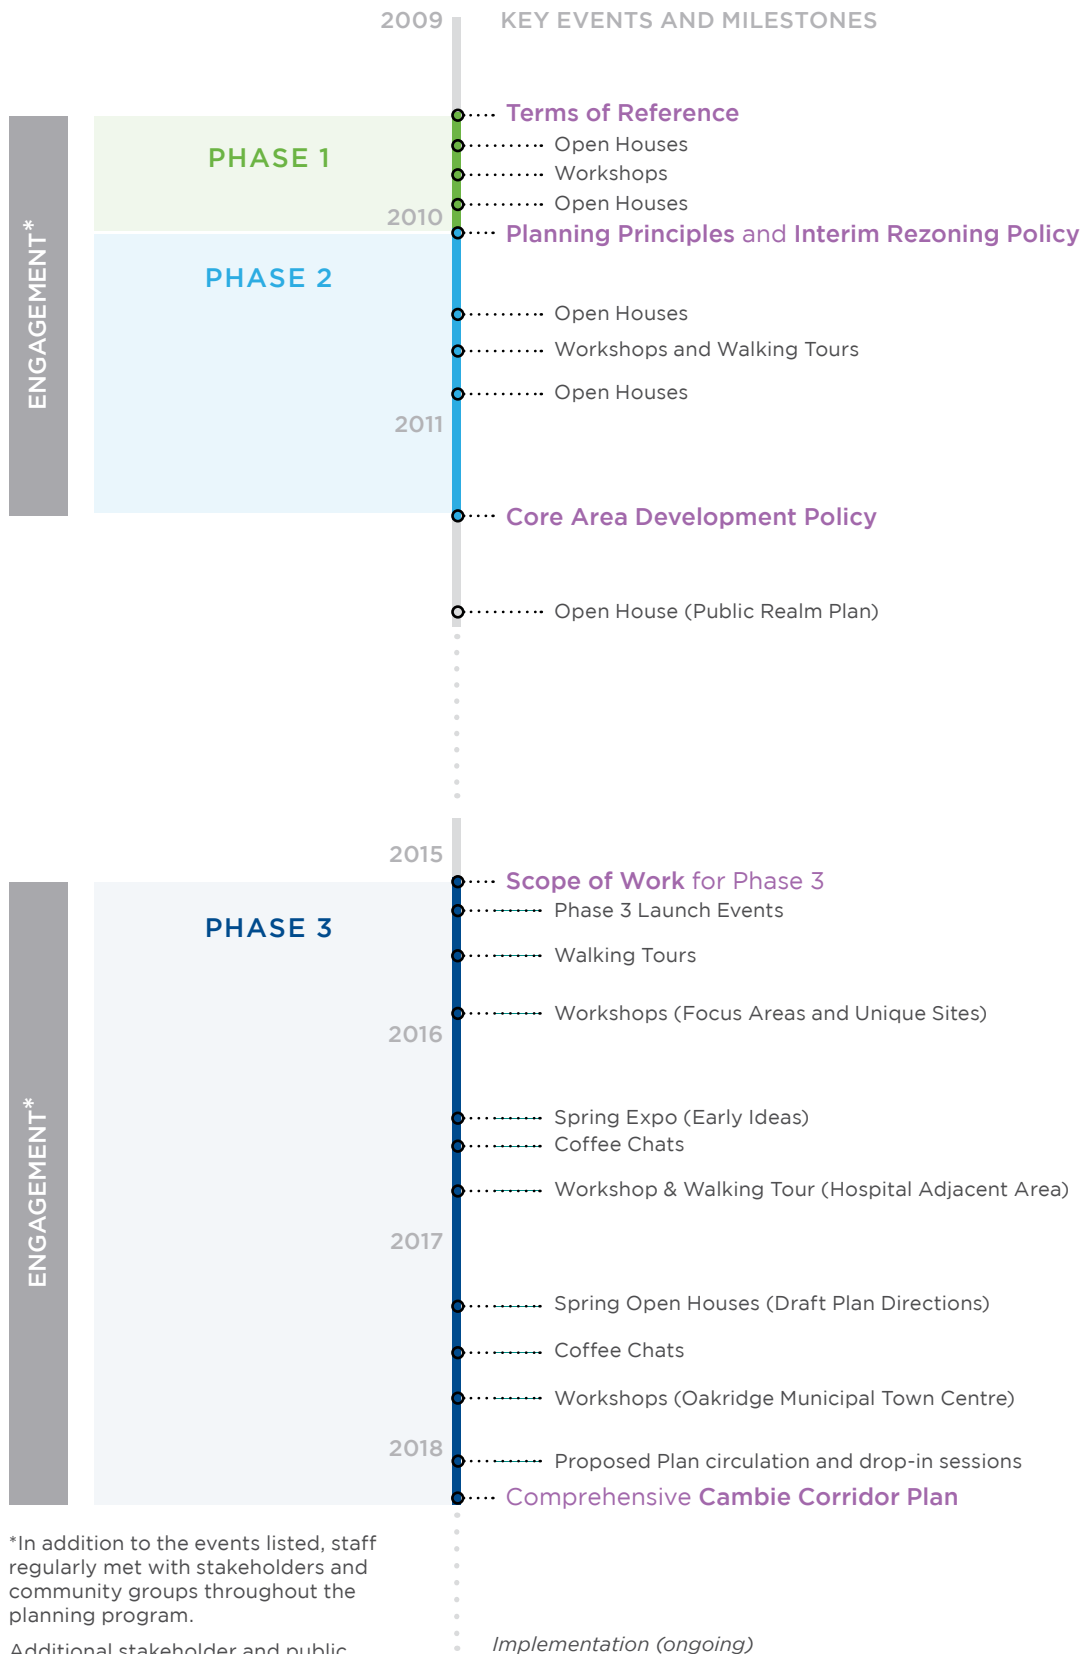 2009 KEY EVENTS AND MILESTONES
Terms of Reference
PHASE 1
Open Houses
Workshops
Open Houses
2010
Planning Principles and Interim Rezoning Policy
ENGAGEMENT*
PHASE 2
Open Houses
Workshops and Walking Tours
Open Houses
2011
Core Area Development Policy
Open House (Public Realm Plan)
2015
Scope of Work for Phase 3
PHASE 3
Phase 3 Launch Events
Walking Tours
Workshops (Focus Areas and Unique Sites)
2016
Spring Expo (Early Ideas)
Coffee Chats
ENGAGEMENT*
Workshop & Walking Tour (Hospital Adjacent Area)
2017
Spring Open Houses (Draft Plan Directions)
Coffee Chats
Workshops (Oakridge Municipal Town Centre)
2018
Proposed Plan circulation and drop-in sessions
Comprehensive Cambie Corridor Plan
*In addition to the events listed, staff
regularly met with stakeholders and
community groups throughout the
planning program.
Additional stakeholder and public
Implementation (ongoing)